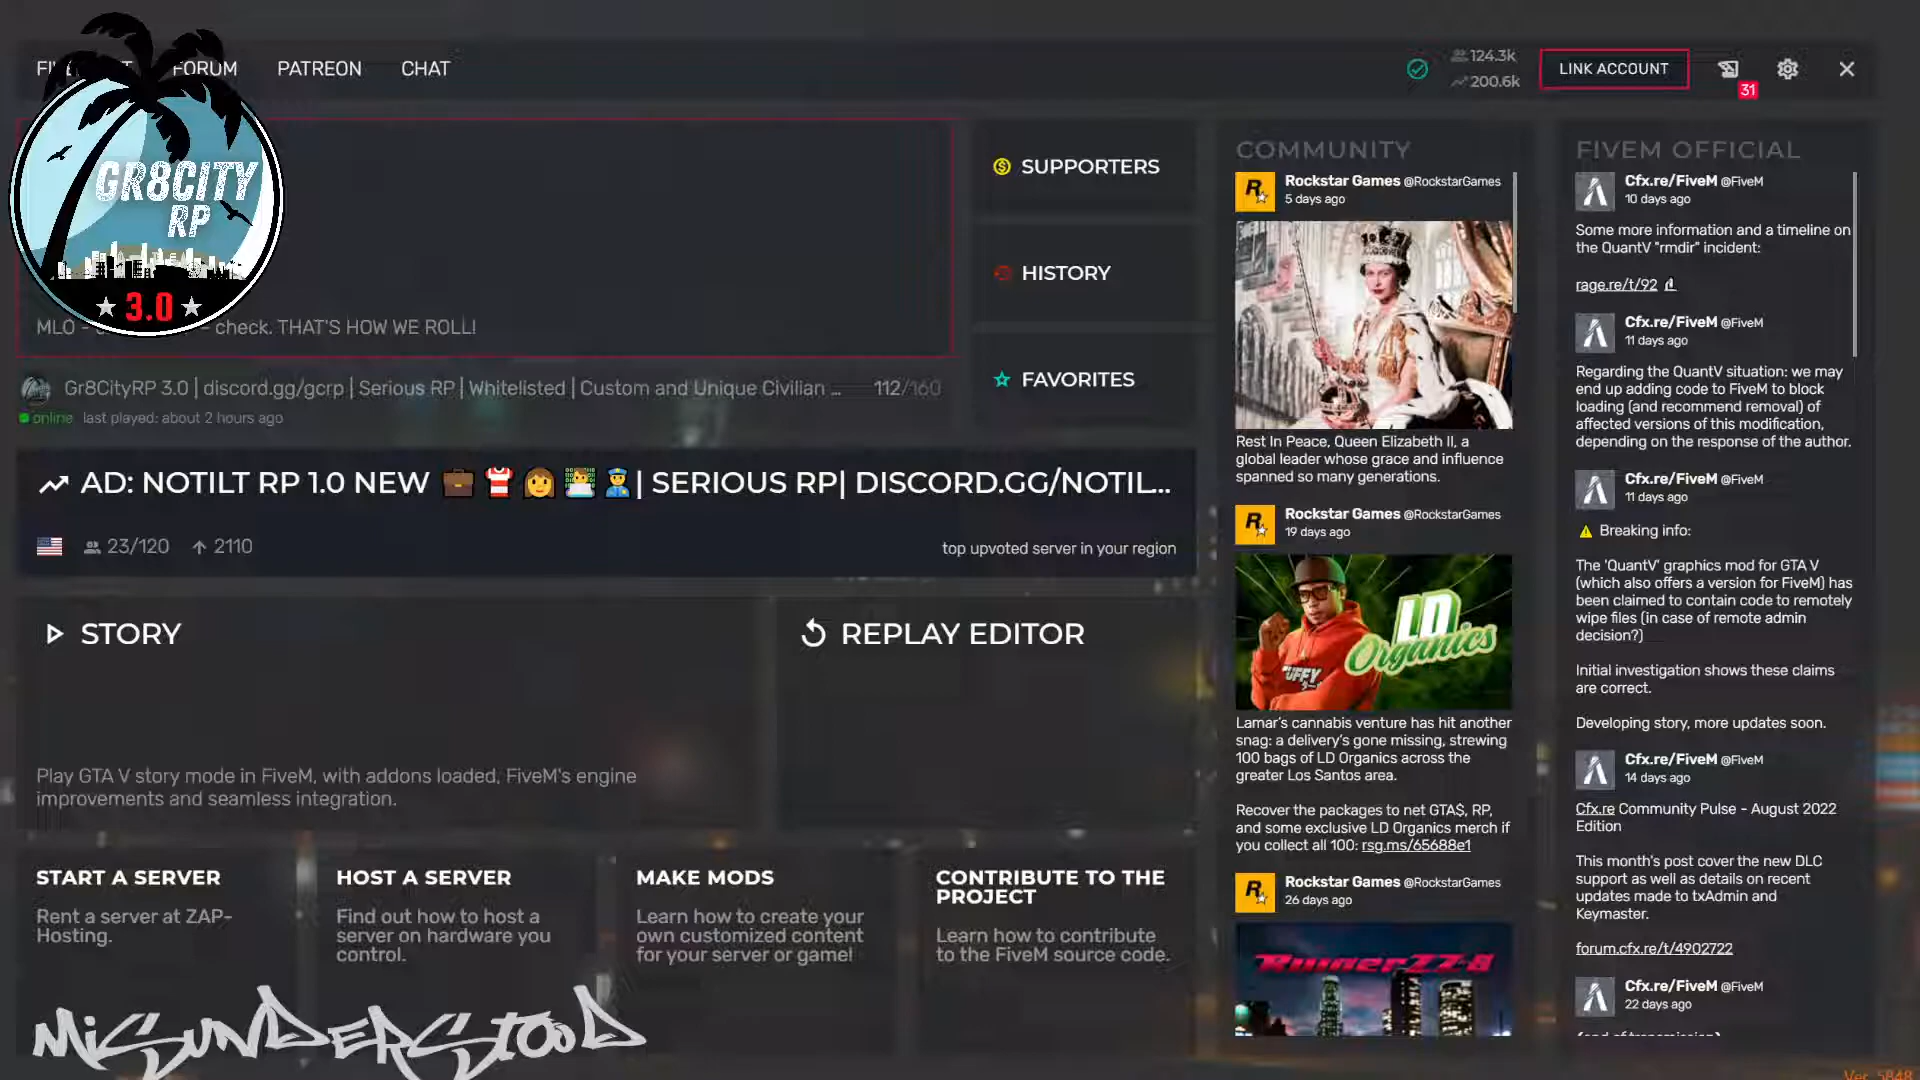 FORUM
PATREON
CHAT
124.3k
200.6k
LINK ACCOUNT
31
GR8CITY
RP
★ 3.0 ★
MLO -
- check. THAT'S HOW WE ROLL!
Gr8CityRP 3.0 | discord.gg/gcrp | Serious RP | Whitelisted | Custom and Unique Civilian ...
112/160
online
last played: about 2 hours ago
SUPPORTERS
HISTORY
FAVORITES
AD: NOTILT RP 1.0 NEW 💼👕👩👨‍💻👮| SERIOUS RP| DISCORD.GG/NOTIL...
23/120
2110
top upvoted server in your region
STORY
Play GTA V story mode in FiveM, with addons loaded, FiveM's engine
improvements and seamless integration.
REPLAY EDITOR
START A SERVER
Rent a server at ZAP-
Hosting.
HOST A SERVER
Find out how to host a
server on hardware you
control.
MAKE MODS
Learn how to create your
own customized content
for your server or game!
CONTRIBUTE TO THE
PROJECT
Learn how to contribute
to the FiveM source code.
MISUNDERSTOOD
COMMUNITY
Rockstar Games @RockstarGames
5 days ago
Rest In Peace, Queen Elizabeth II, a
global leader whose grace and influence
spanned so many generations.
Rockstar Games @RockstarGames
19 days ago
LD
Organics
Lamar's cannabis venture has hit another
snag: a delivery's gone missing, strewing
100 bags of LD Organics across the
greater Los Santos area.
Recover the packages to net GTA$, RP,
and some exclusive LD Organics merch if
you collect all 100: rsg.ms/65688e1
Rockstar Games @RockstarGames
26 days ago
FIVEM OFFICIAL
Cfx.re/FiveM @FiveM
10 days ago
Some more information and a timeline on
the QuantV "rmdir" incident:
rage.re/t/92
Cfx.re/FiveM @FiveM
11 days ago
Regarding the QuantV situation: we may
end up adding code to FiveM to block
loading (and recommend removal) of
affected versions of this modification,
depending on the response of the author.
Cfx.re/FiveM @FiveM
11 days ago
⚠ Breaking info:
The 'QuantV' graphics mod for GTA V
(which also offers a version for FiveM) has
been claimed to contain code to remotely
wipe files (in case of remote admin
decision?)
Initial investigation shows these claims
are correct.
Developing story, more updates soon.
Cfx.re/FiveM @FiveM
14 days ago
Cfx.re Community Pulse - August 2022
Edition
This month's post cover the new DLC
support as well as details on recent
updates made to txAdmin and
Keymaster.
forum.cfx.re/t/4902722
Cfx.re/FiveM @FiveM
22 days ago